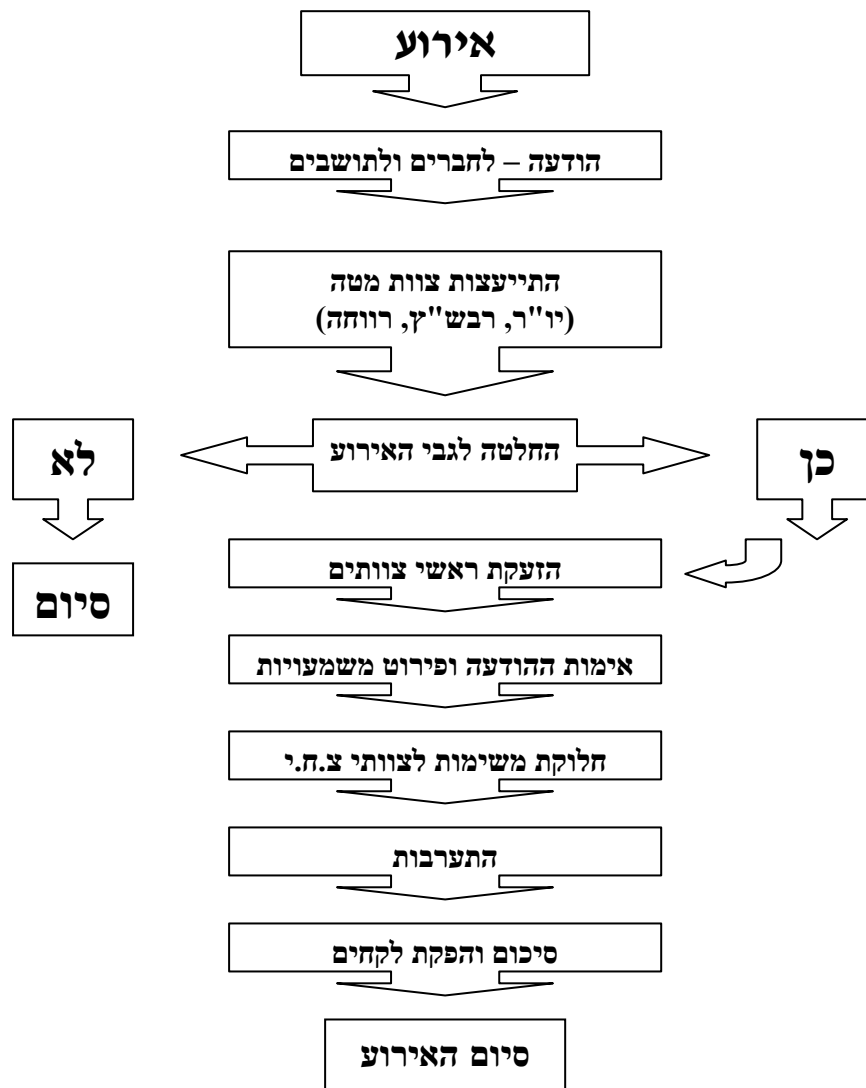 אירוע
הודעה – לחברים ולתושבים
התייעצות צוות מטה
(יו"ר, רבש"ץ, רווחה)
כן
החלטה לגבי האירוע
לא
הזעקת ראשי צוותים
סיום
אימות ההודעה ופירוט משמעויות
חלוקת משימות לצוותי צ.ח.י
התערבות
סיכום והפקת לקחים
סיום האירוע